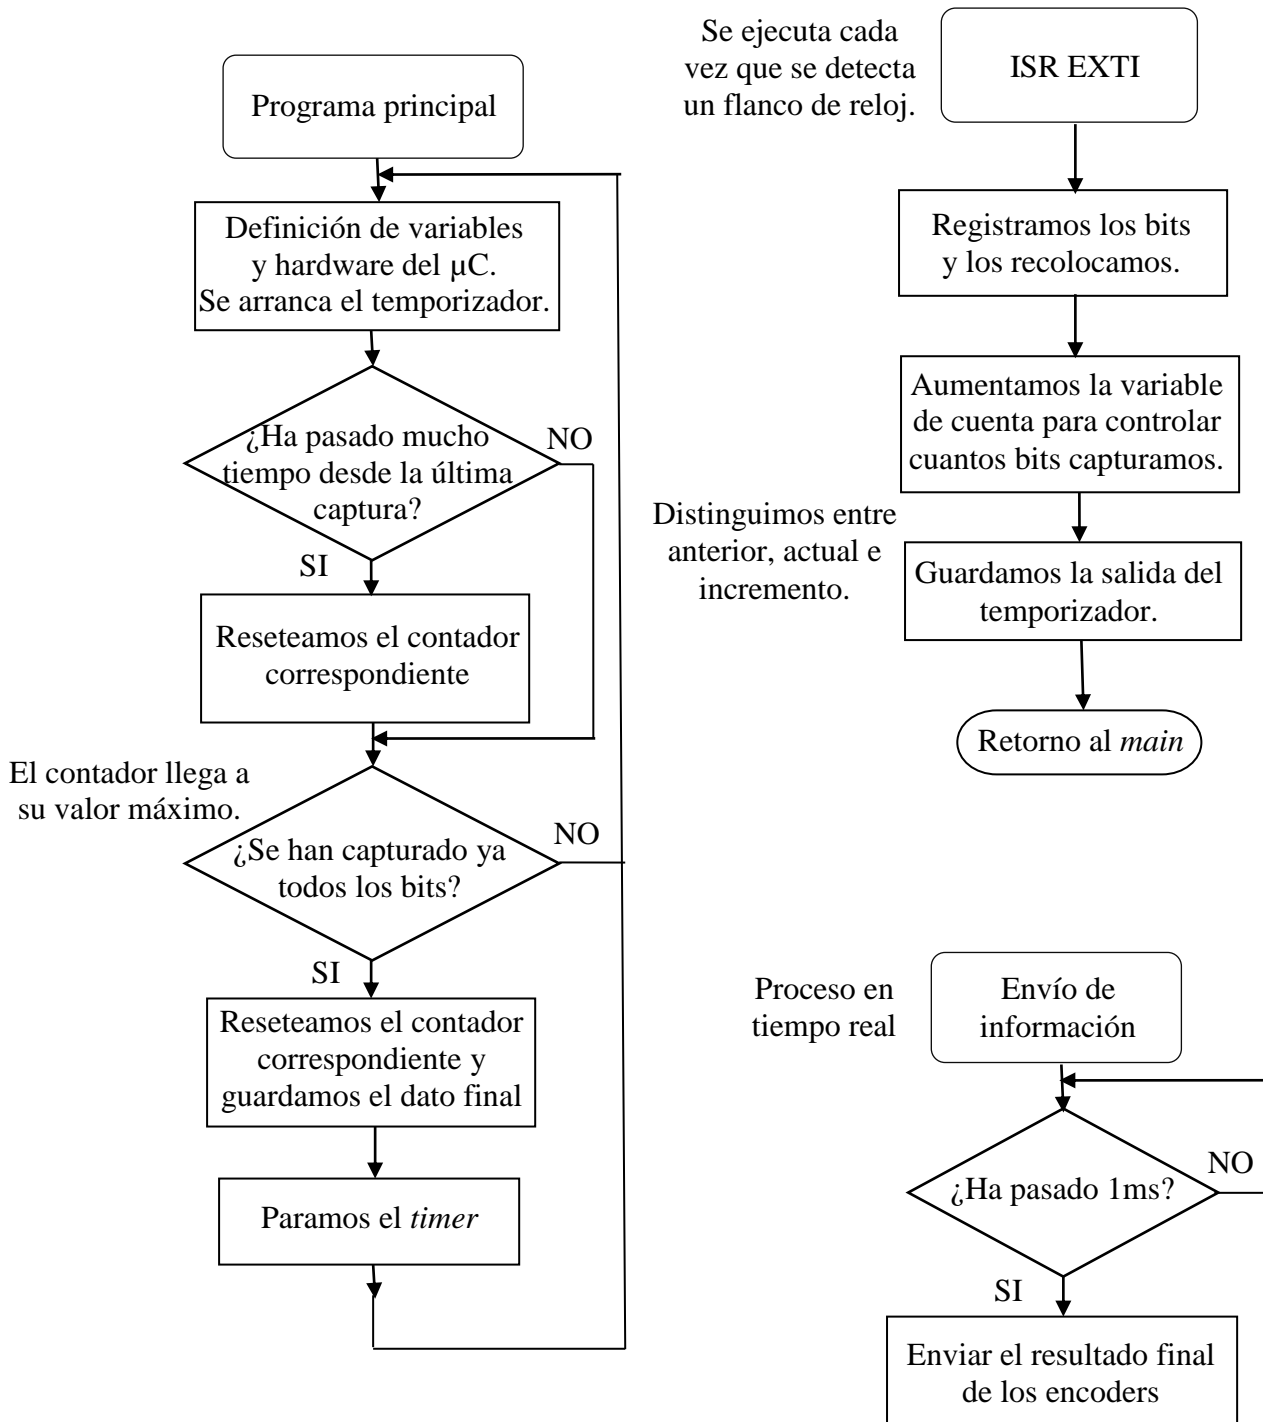 Programa principal
Definición de variables
y hardware del µC.
Se arranca el temporizador.
¿Ha pasado mucho
tiempo desde la última
captura?
NO
SI
Reseteamos el contador
correspondiente
El contador llega a
su valor máximo.
¿Se han capturado ya
todos los bits?
NO
SI
Reseteamos el contador
correspondiente y
guardamos el dato final
Paramos el timer
Se ejecuta cada
vez que se detecta
un flanco de reloj.
ISR EXTI
Registramos los bits
y los recolocamos.
Aumentamos la variable
de cuenta para controlar
cuantos bits capturamos.
Distinguimos entre
anterior, actual e
incremento.
Guardamos la salida del
temporizador.
Retorno al main
Proceso en
tiempo real
Envío de
información
¿Ha pasado 1ms?
NO
SI
Enviar el resultado final
de los encoders